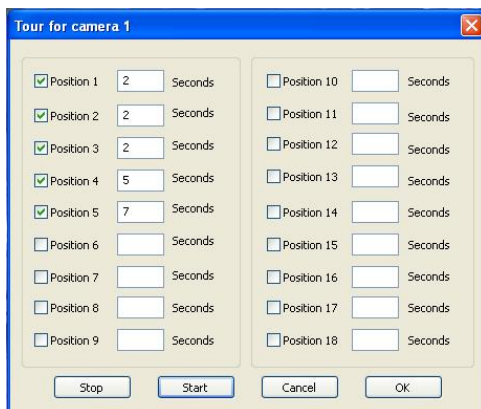 Tour for camera 1
Position 1 2 Seconds
Position 2 2 Seconds
Position 3 2 Seconds
Position 4 5 Seconds
Position 5 7 Seconds
Position 6 Seconds
Position 7 Seconds
Position 8 Seconds
Position 9 Seconds
Position 10 Seconds
Position 11 Seconds
Position 12 Seconds
Position 13 Seconds
Position 14 Seconds
Position 15 Seconds
Position 16 Seconds
Position 17 Seconds
Position 18 Seconds
Stop Start Cancel OK